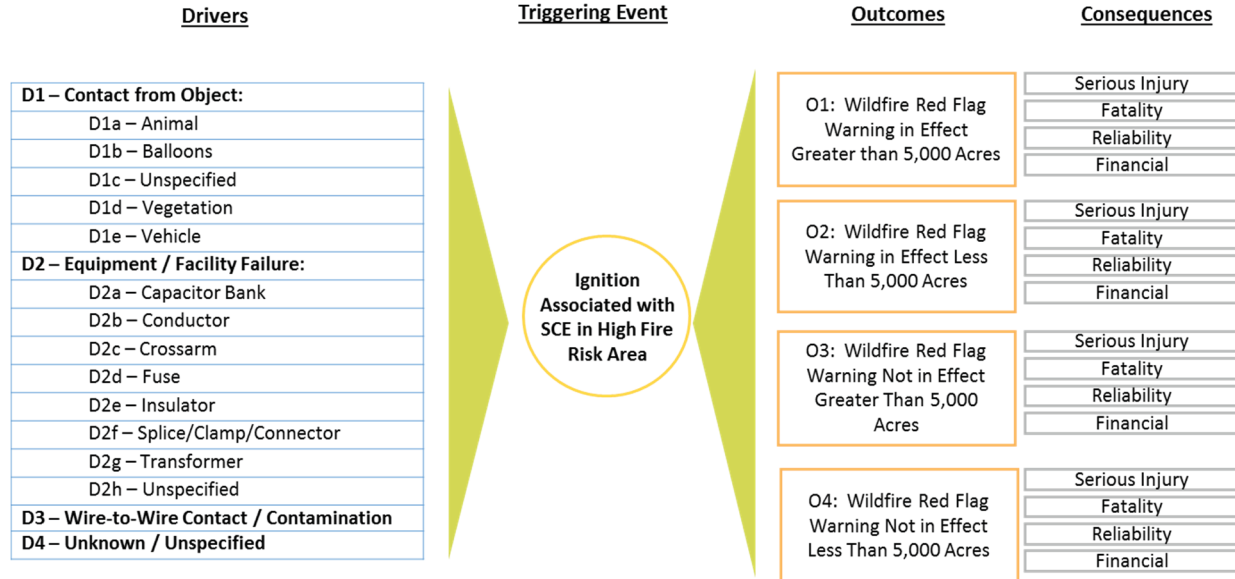 Drivers
Triggering Event
Outcomes
Consequences
D1 – Contact from Object:
D1a – Animal
D1b – Balloons
D1c – Unspecified
D1d – Vegetation
D1e – Vehicle
D2 – Equipment / Facility Failure:
D2a – Capacitor Bank
D2b – Conductor
D2c – Crossarm
D2d – Fuse
D2e – Insulator
D2f – Splice/Clamp/Connector
D2g – Transformer
D2h – Unspecified
D3 – Wire-to-Wire Contact / Contamination
D4 – Unknown / Unspecified
Ignition
Associated with
SCE in High Fire
Risk Area
O1: Wildfire Red Flag
Warning in Effect
Greater than 5,000 Acres
Serious Injury
Fatality
Reliability
Financial
O2: Wildfire Red Flag
Warning in Effect Less
Than 5,000 Acres
Serious Injury
Fatality
Reliability
Financial
O3: Wildfire Red Flag
Warning Not in Effect
Greater Than 5,000
Acres
Serious Injury
Fatality
Reliability
Financial
O4: Wildfire Red Flag
Warning Not in Effect
Less Than 5,000 Acres
Serious Injury
Fatality
Reliability
Financial